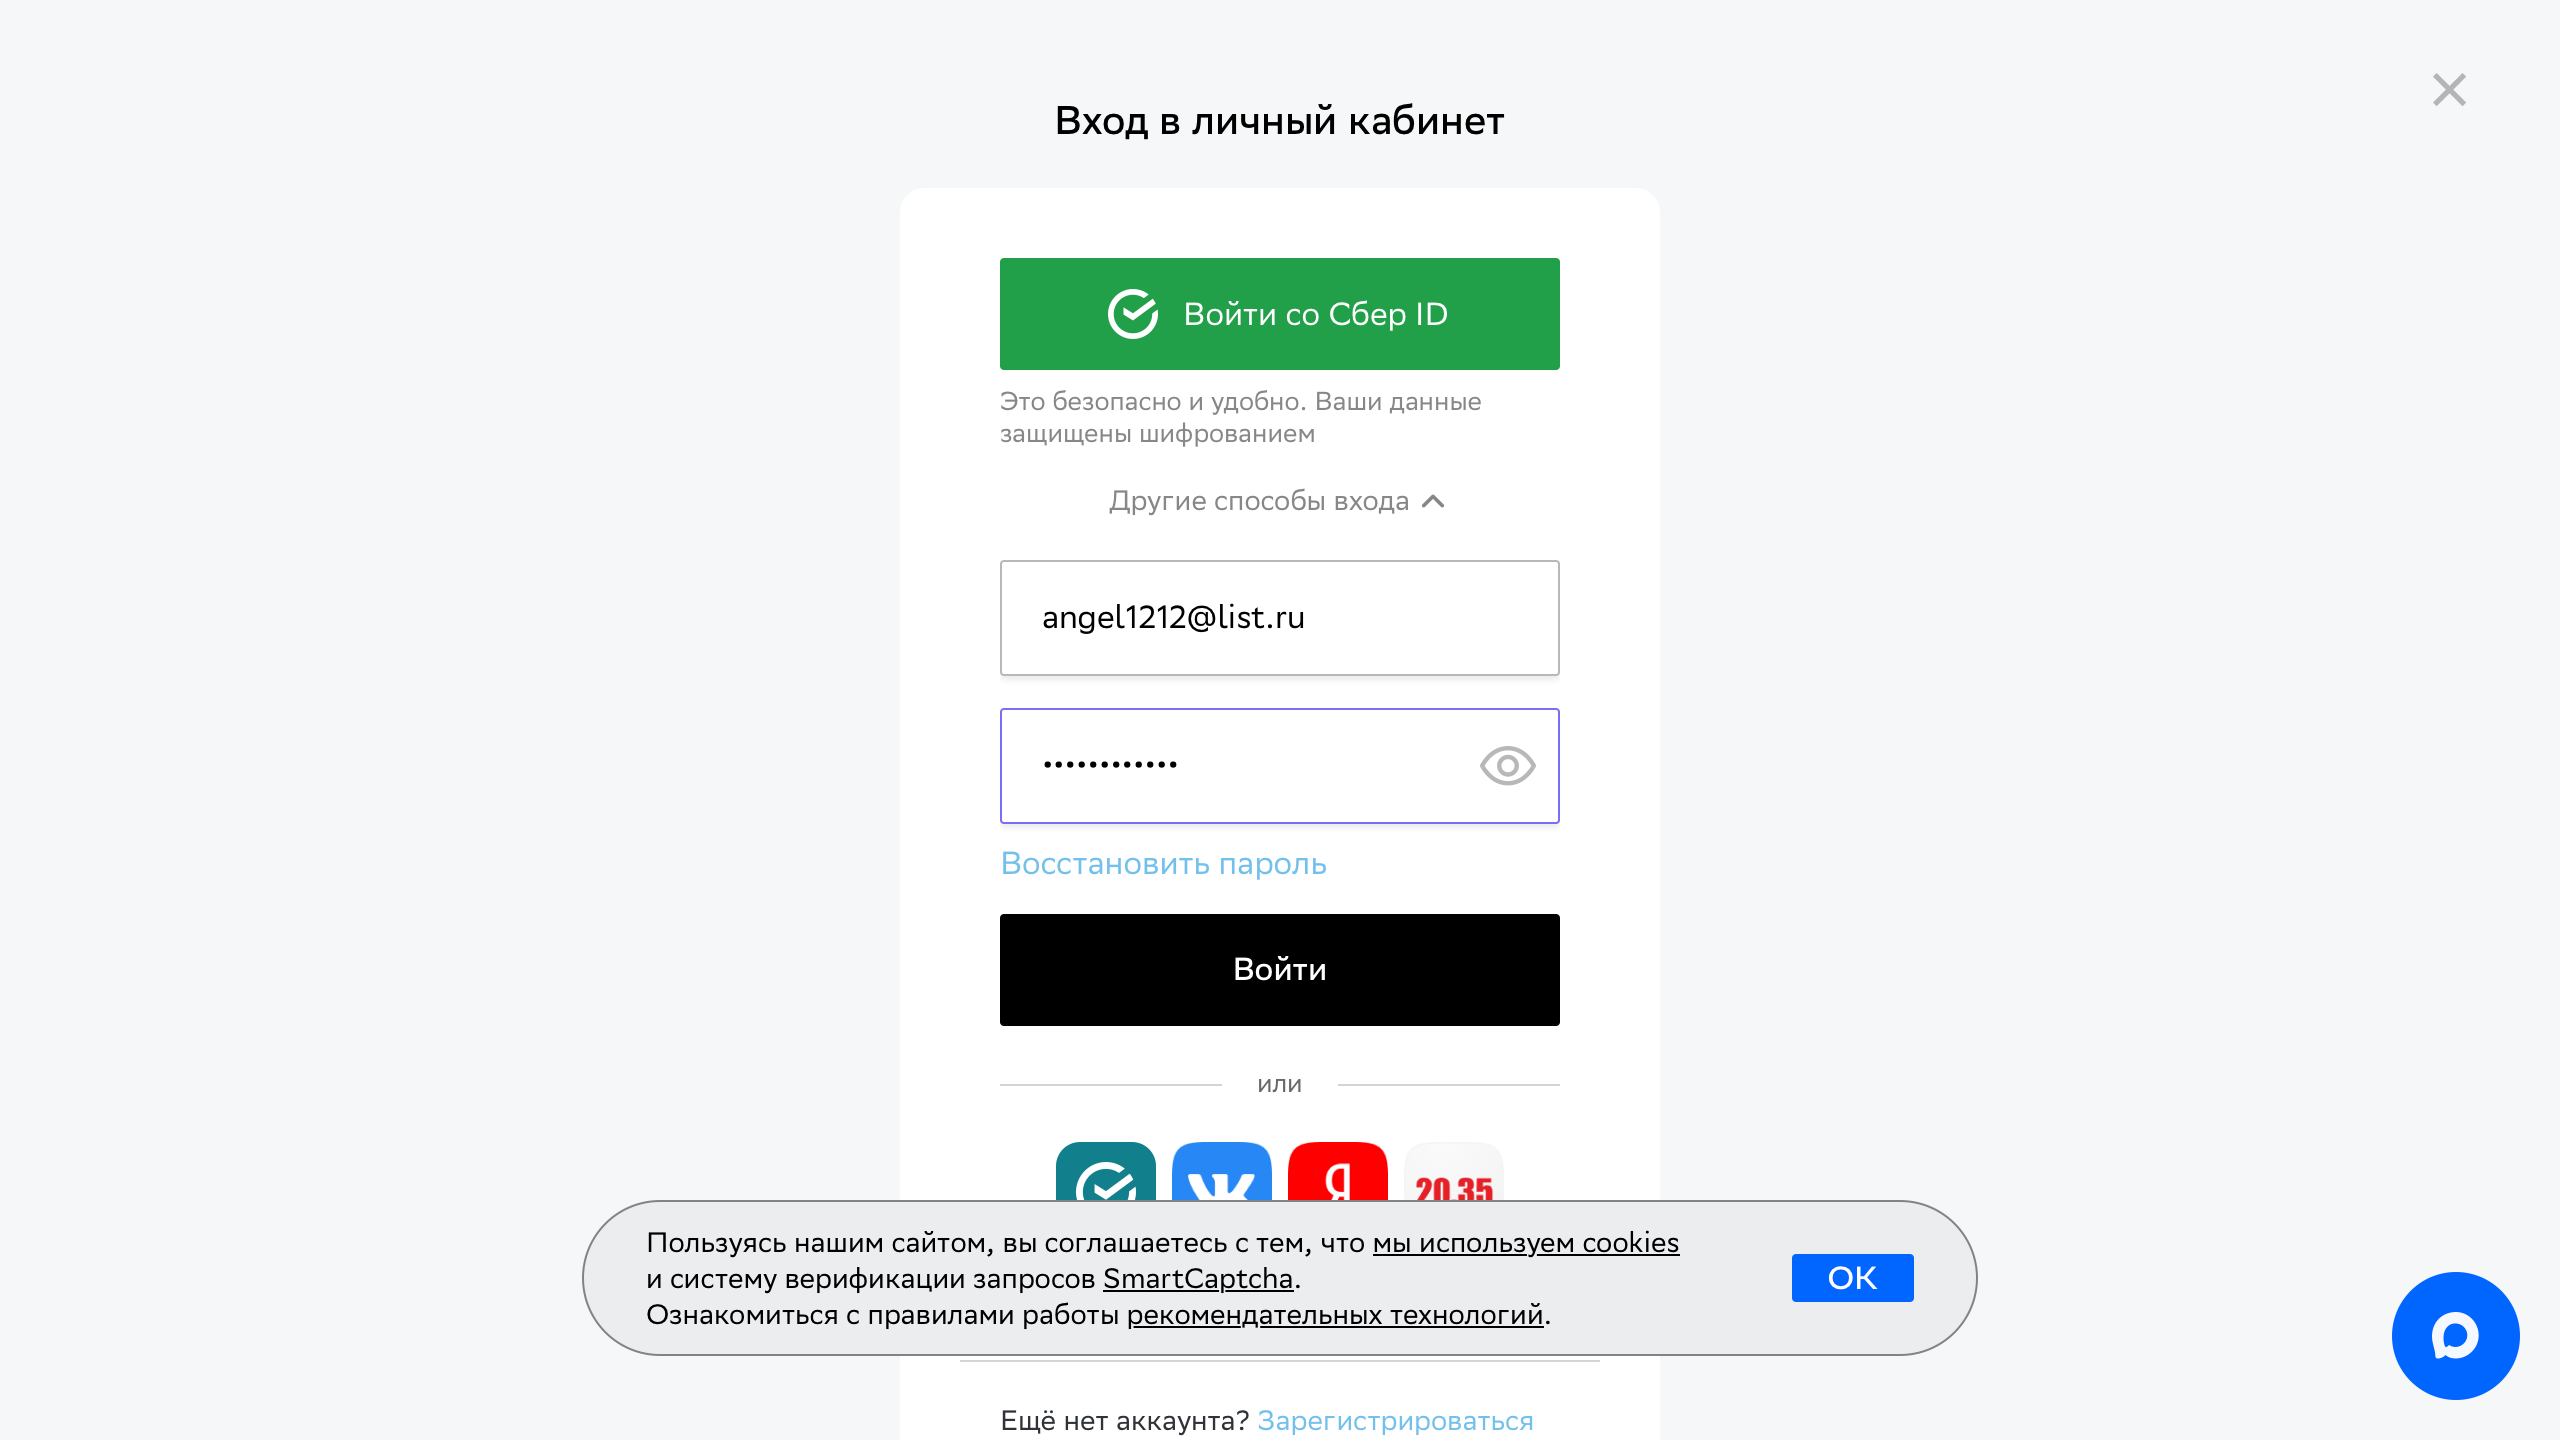 Вход в личный кабинет
Войти со Сбер ID
Это безопасно и удобно. Ваши данные
защищены шифрованием
Другие способы входа
angel1212@list.ru
••••••••••••
Восстановить пароль
Войти
или
20.35
Пользуясь нашим сайтом, вы соглашаетесь с тем, что мы используем cookies
и систему верификации запросов SmartCaptcha.
Ознакомиться с правилами работы рекомендательных технологий.
OK
Ещё нет аккаунта? Зарегистрироваться